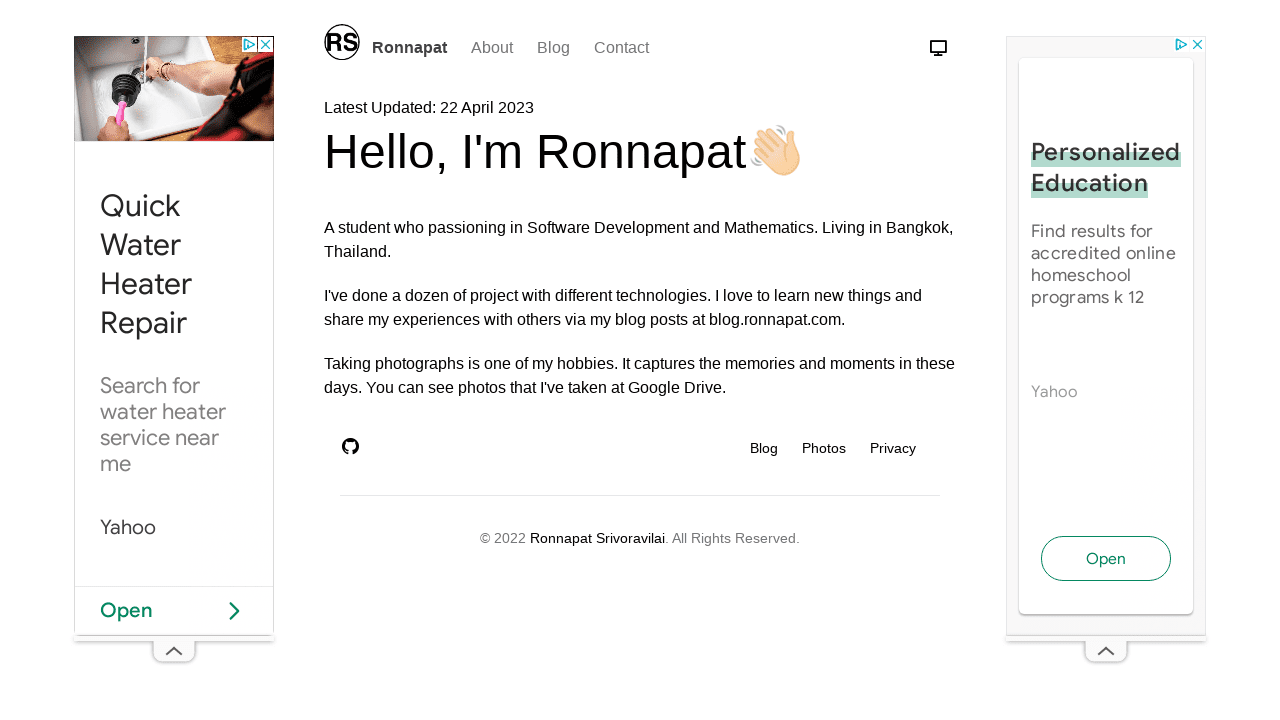 RS
Ronnapat About Blog Contact
Latest Updated: 22 April 2023
Hello, I'm Ronnapat👋🏼
A student who passioning in Software Development and Mathematics. Living in Bangkok,
Thailand.
I've done a dozen of project with different technologies. I love to learn new things and
share my experiences with others via my blog posts at blog.ronnapat.com.
Taking photographs is one of my hobbies. It captures the memories and moments in these
days. You can see photos that I've taken at Google Drive.
Blog Photos Privacy
© 2022 Ronnapat Srivoravilai. All Rights Reserved.
Quick
Water
Heater
Repair
Search for
water heater
service near
me
Yahoo
Open
Personalized
Education
Find results for
accredited online
homeschool
programs k 12
Yahoo
Open